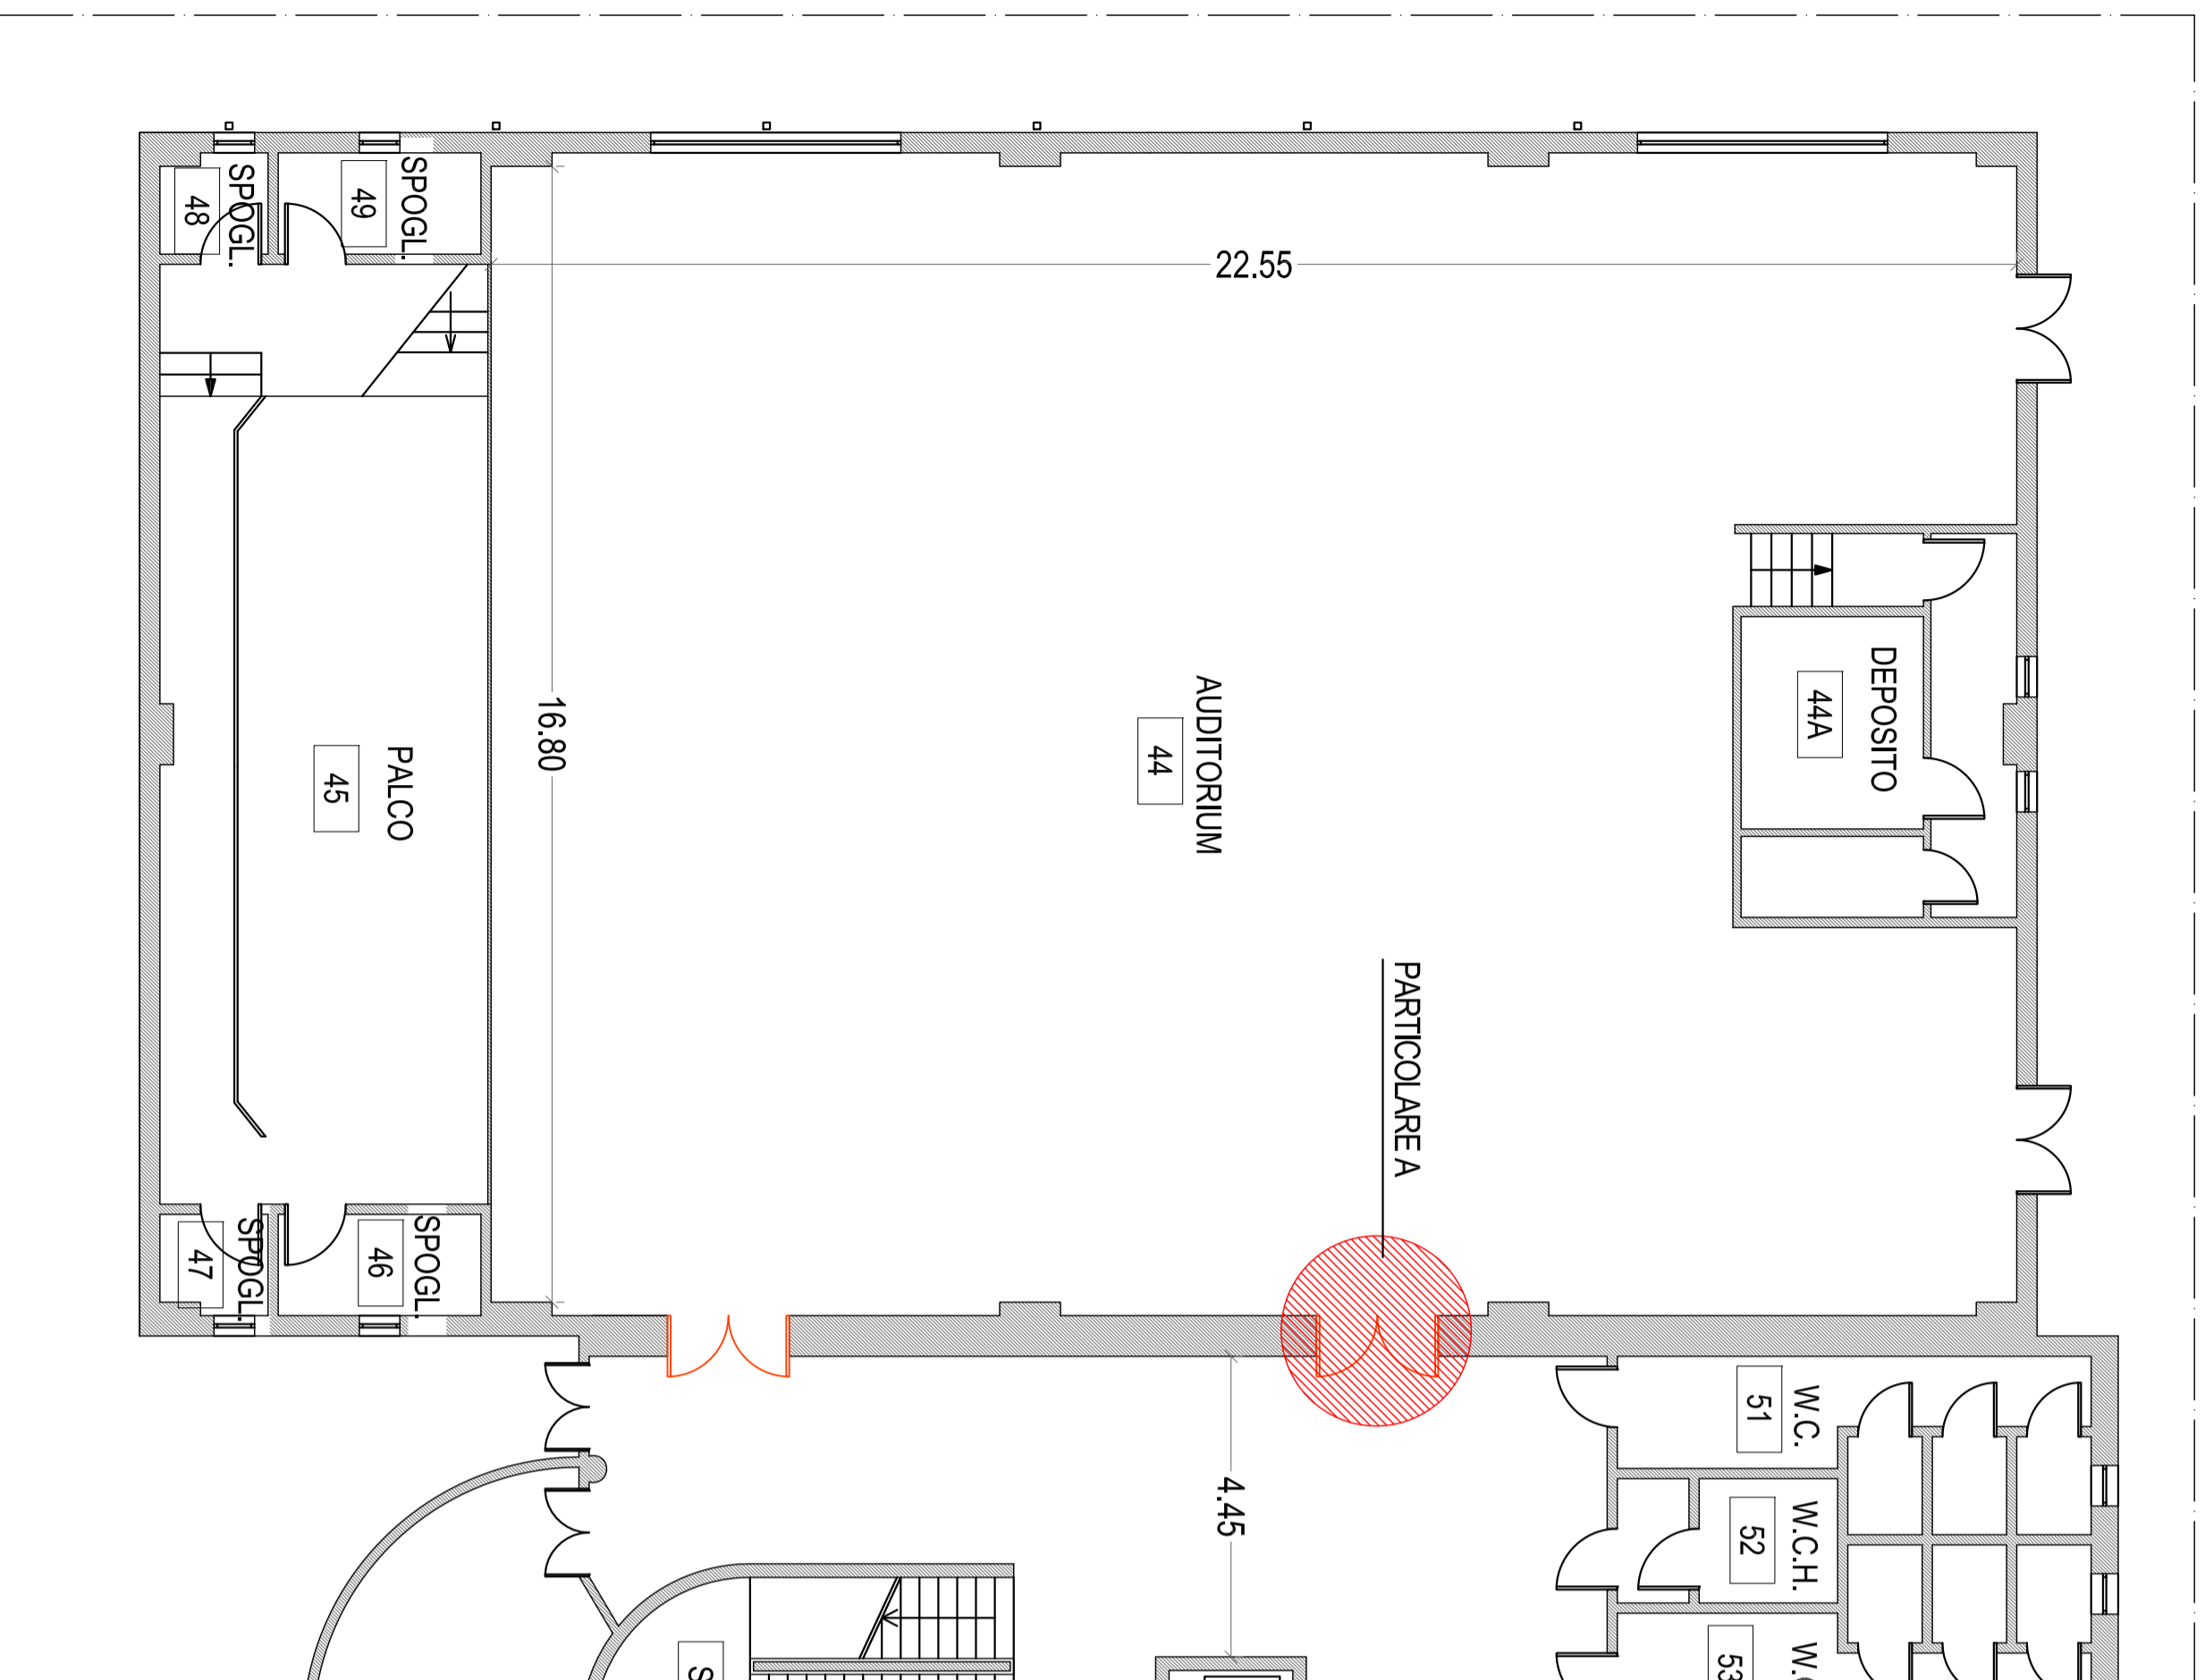 SPOGL.
48
SPOGL.
49
22.55
16.80
AUDITORIUM
44
DEPOSITO
44A
PALCO
45
PARTICOLARE A
SPOGL.
47
SPOGL.
46
4.45
W.C.
51
W.C.H.
52
53